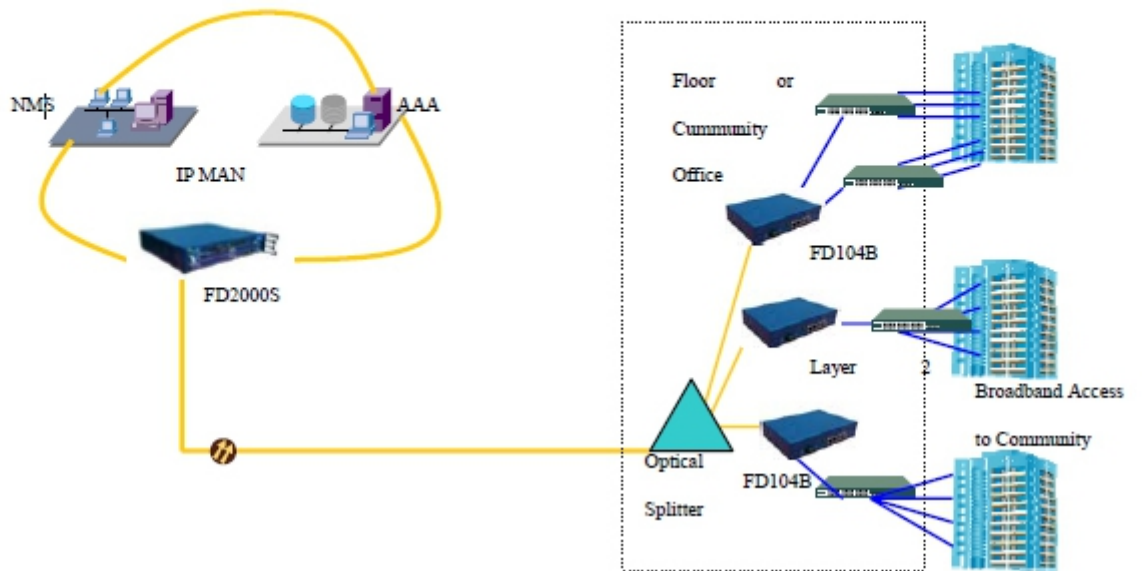 NMS
AAA
IP MAN
FD2000S
Floor or
Cummunity
Office
FD104B
Layer 2
Broadband Access
to Community
Optical
Splitter
FD104B